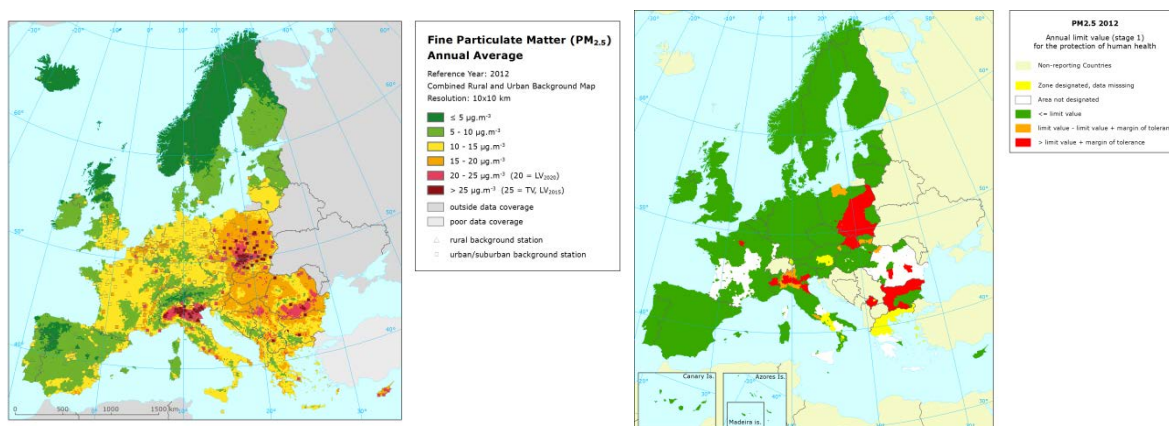 Fine Particulate Matter (PM2.5)
Annual Average
Reference Year: 2012
Combined Rural and Urban Background Map
Resolution: 10x10 km
≤ 5 µg.m-3
5 - 10 µg.m-3
10 - 15 µg.m-3
15 - 20 µg.m-3
20 - 25 µg.m-3 (20 = LV2020)
> 25 µg.m-3 (25 = TV, LV2015)
outside data coverage
poor data coverage
rural background station
urban/suburban background station
0 500 1000 1500 km
PM2.5 2012
Annual limit value (stage 1)
for the protection of human health
Non-reporting Countries
Zone designated, data misssing
Area not designated
<= limit value
limit value - limit value + margin of toleranc
> limit value + margin of tolerance
Canary Is.
Azores Is.
Madeira is.